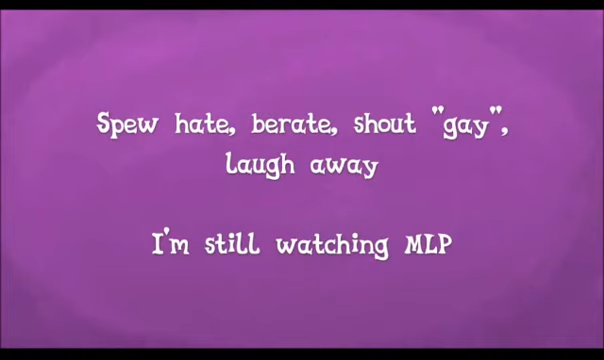 Spew hate, berate, shout "gay",
laugh away
I'm still watching MLP